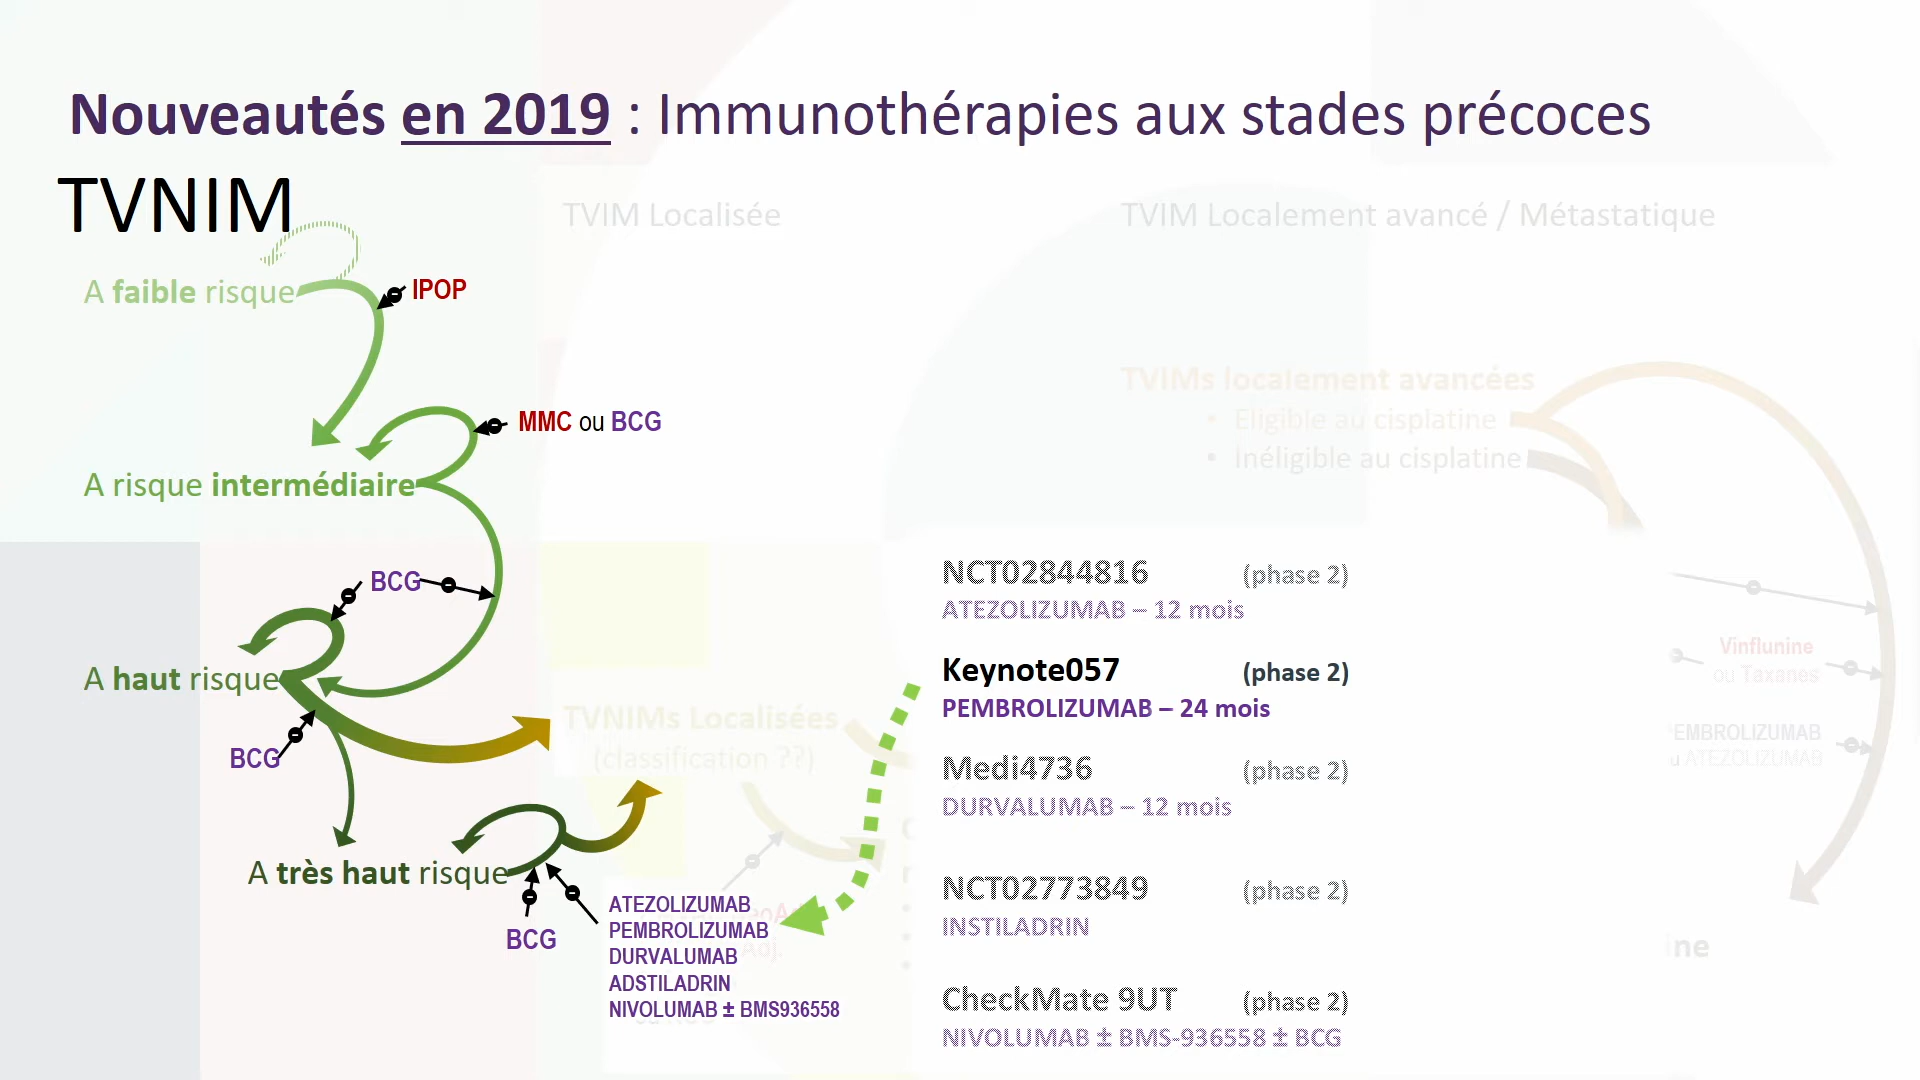 Nouveautés en 2019 : Immunothérapies aux stades précoces
TVNIM
TVIM Localisée
TVIM Localement avancé / Métastatique
A faible risque
IPOP
TVIMs localement avancées
• Eligible au cisplatine
• Inéligible au cisplatine
MMC ou BCG
A risque intermédiaire
BCG
A haut risque
BCG
TVNIMs Localisées
(classification ??)
A très haut risque
BCG
ATEZOLIZUMAB
PEMBROLIZUMAB
DURVALUMAB
ADSTILADRIN
NIVOLUMAB ± BMS936558
Adj.
NCT02844816 (phase 2)
ATEZOLIZUMAB – 12 mois
Keynote057 (phase 2)
PEMBROLIZUMAB – 24 mois
Medi4736 (phase 2)
DURVALUMAB – 12 mois
NCT02773849 (phase 2)
INSTILADRIN
CheckMate 9UT (phase 2)
NIVOLUMAB ± BMS-936558 ± BCG
Vinflunine
ou Taxanes
EMBROLIZUMAB
u ATEZOLIZUMAB
ine